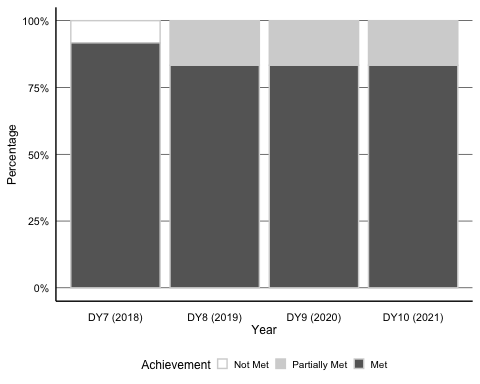 100%
75%
50%
25%
0%
Percentage
DY7 (2018) DY8 (2019) DY9 (2020) DY10 (2021)
Year
Achievement Not Met Partially Met Met